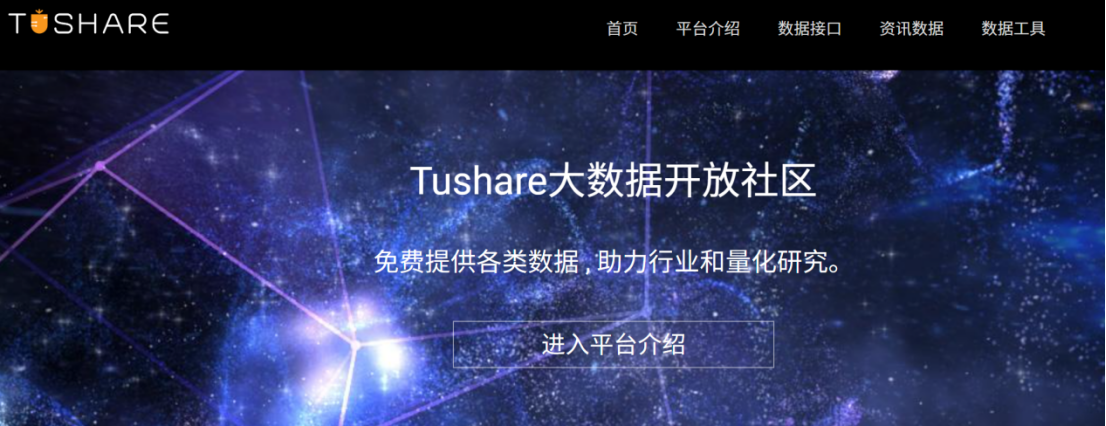 TUSHARE
首页 平台介绍 数据接口 资讯数据 数据工具
Tushare大数据开放社区
免费提供各类数据,助力行业和量化研究。
进入平台介绍